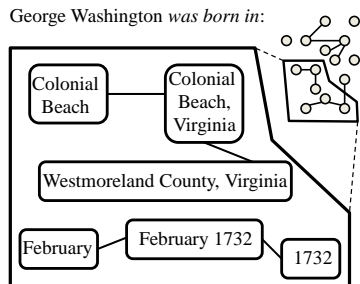 George Washington was born in:
Colonial
Beach
Colonial
Beach,
Virginia
Westmoreland County, Virginia
February
February 1732
1732